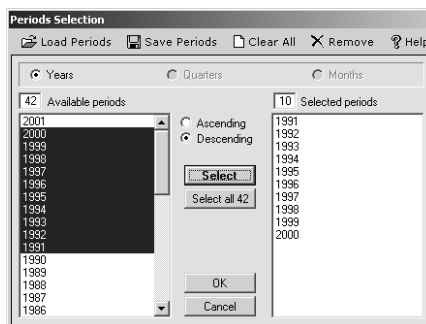 Periods Selection
Load Periods Save Periods Clear All Remove Help
Years Quarters Months
42 Available periods
10 Selected periods
2001
2000
1999
1998
1997
1996
1995
1994
1993
1992
1991
1990
1989
1988
1987
1986
Ascending
Descending
Select
Select all 42
OK
Cancel
1991
1992
1993
1994
1995
1997
1998
1999
2000